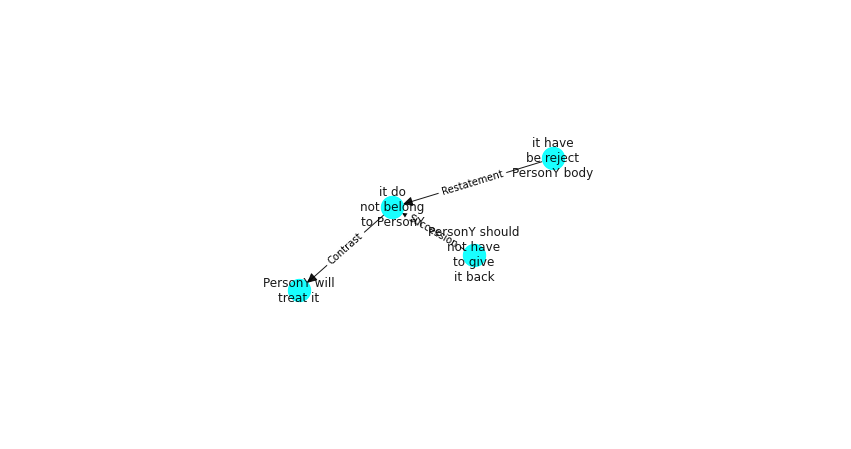 it have
be reject
PersonY body
Restatement
it do
not belong
to PersonY
Succession
PersonY should
not have
to give
it back
Contrast
PersonY will
treat it